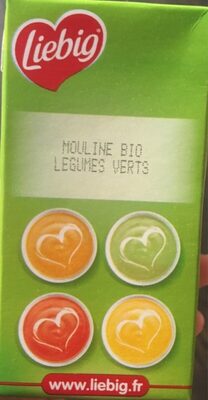 Liebig
MOULINE BIO
LEGUMES VERTS
www.liebig.fr